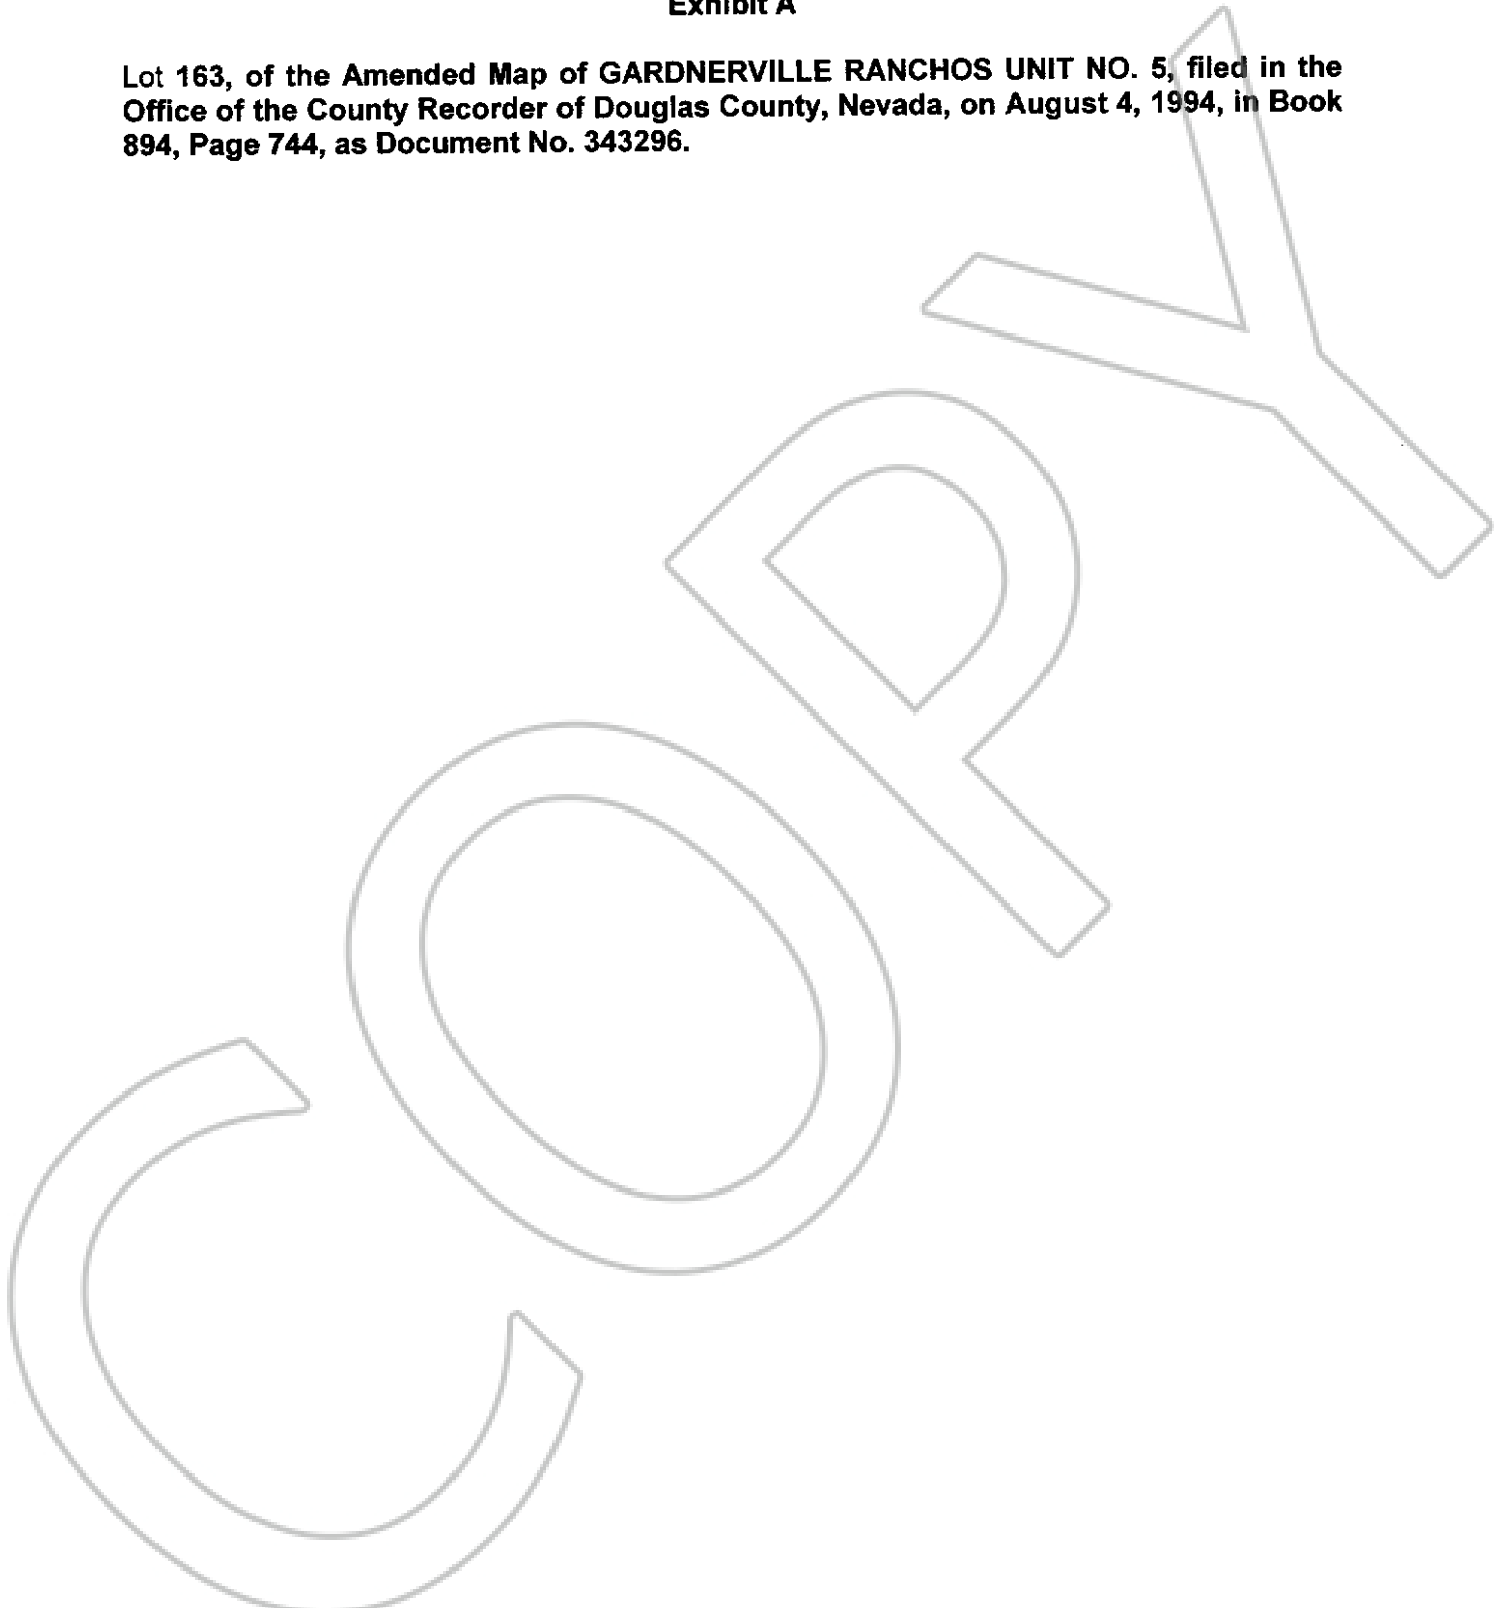 Exhibit A
Lot 163, of the Amended Map of GARDNERVILLE RANCHOS UNIT NO. 5, filed in the
Office of the County Recorder of Douglas County, Nevada, on August 4, 1994, in Book
894, Page 744, as Document No. 343296.
COPY